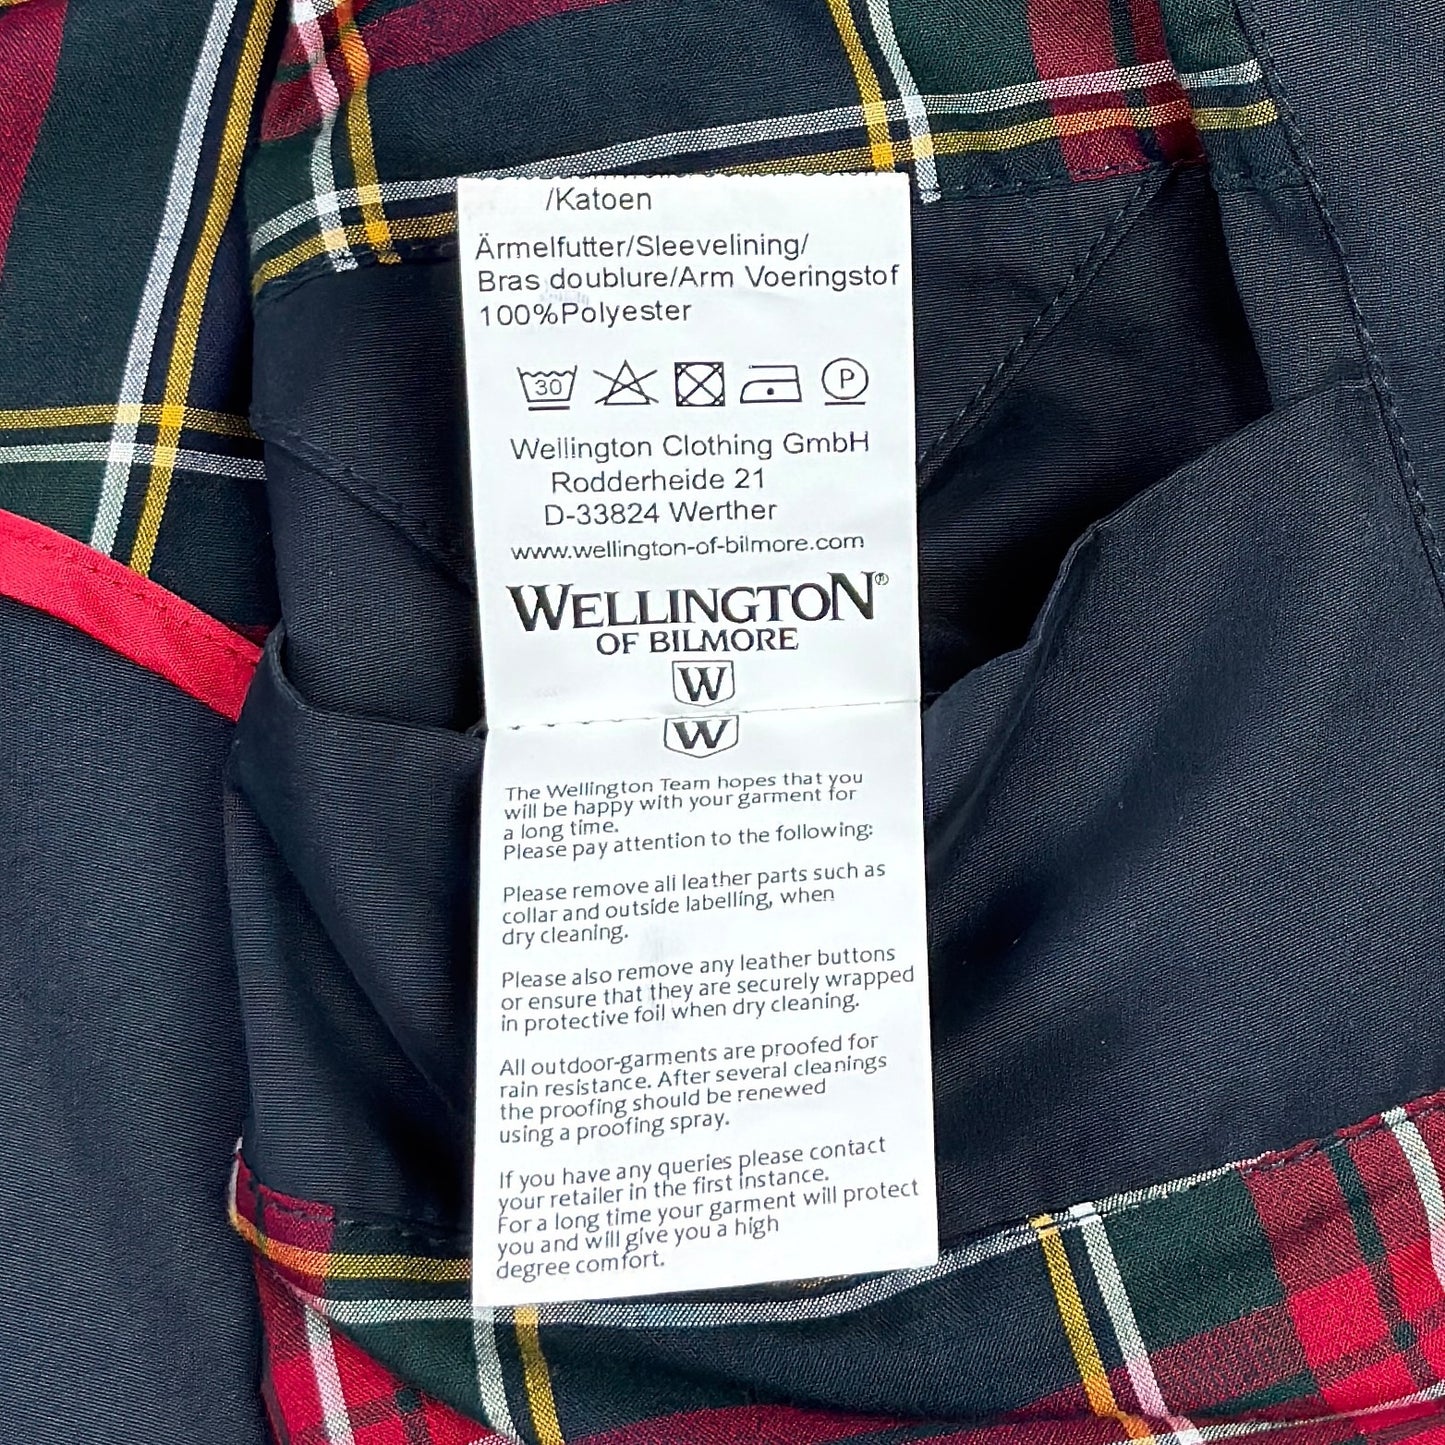 /Katoen
Ärmelfutter/Sleevelining/
Bras doublure/Arm Voeringstof
100%Polyester
30
P
Wellington Clothing GmbH
Rodderheide 21
D-33824 Werther
www.wellington-of-bilmore.com
WELLINGTON®
OF BILMORE
W
W
The Wellington Team hopes that you
will be happy with your garment for
a long time.
Please pay attention to the following:
Please remove all leather parts such as
collar and outside labelling, when
dry cleaning.
Please also remove any leather buttons
or ensure that they are securely wrapped
in protective foil when dry cleaning.
All outdoor-garments are proofed for
rain resistance. After several cleanings
the proofing should be renewed
using a proofing spray.
If you have any queries please contact
your retailer in the first instance.
For a long time your garment will protect
you and will give you a high
degree comfort.